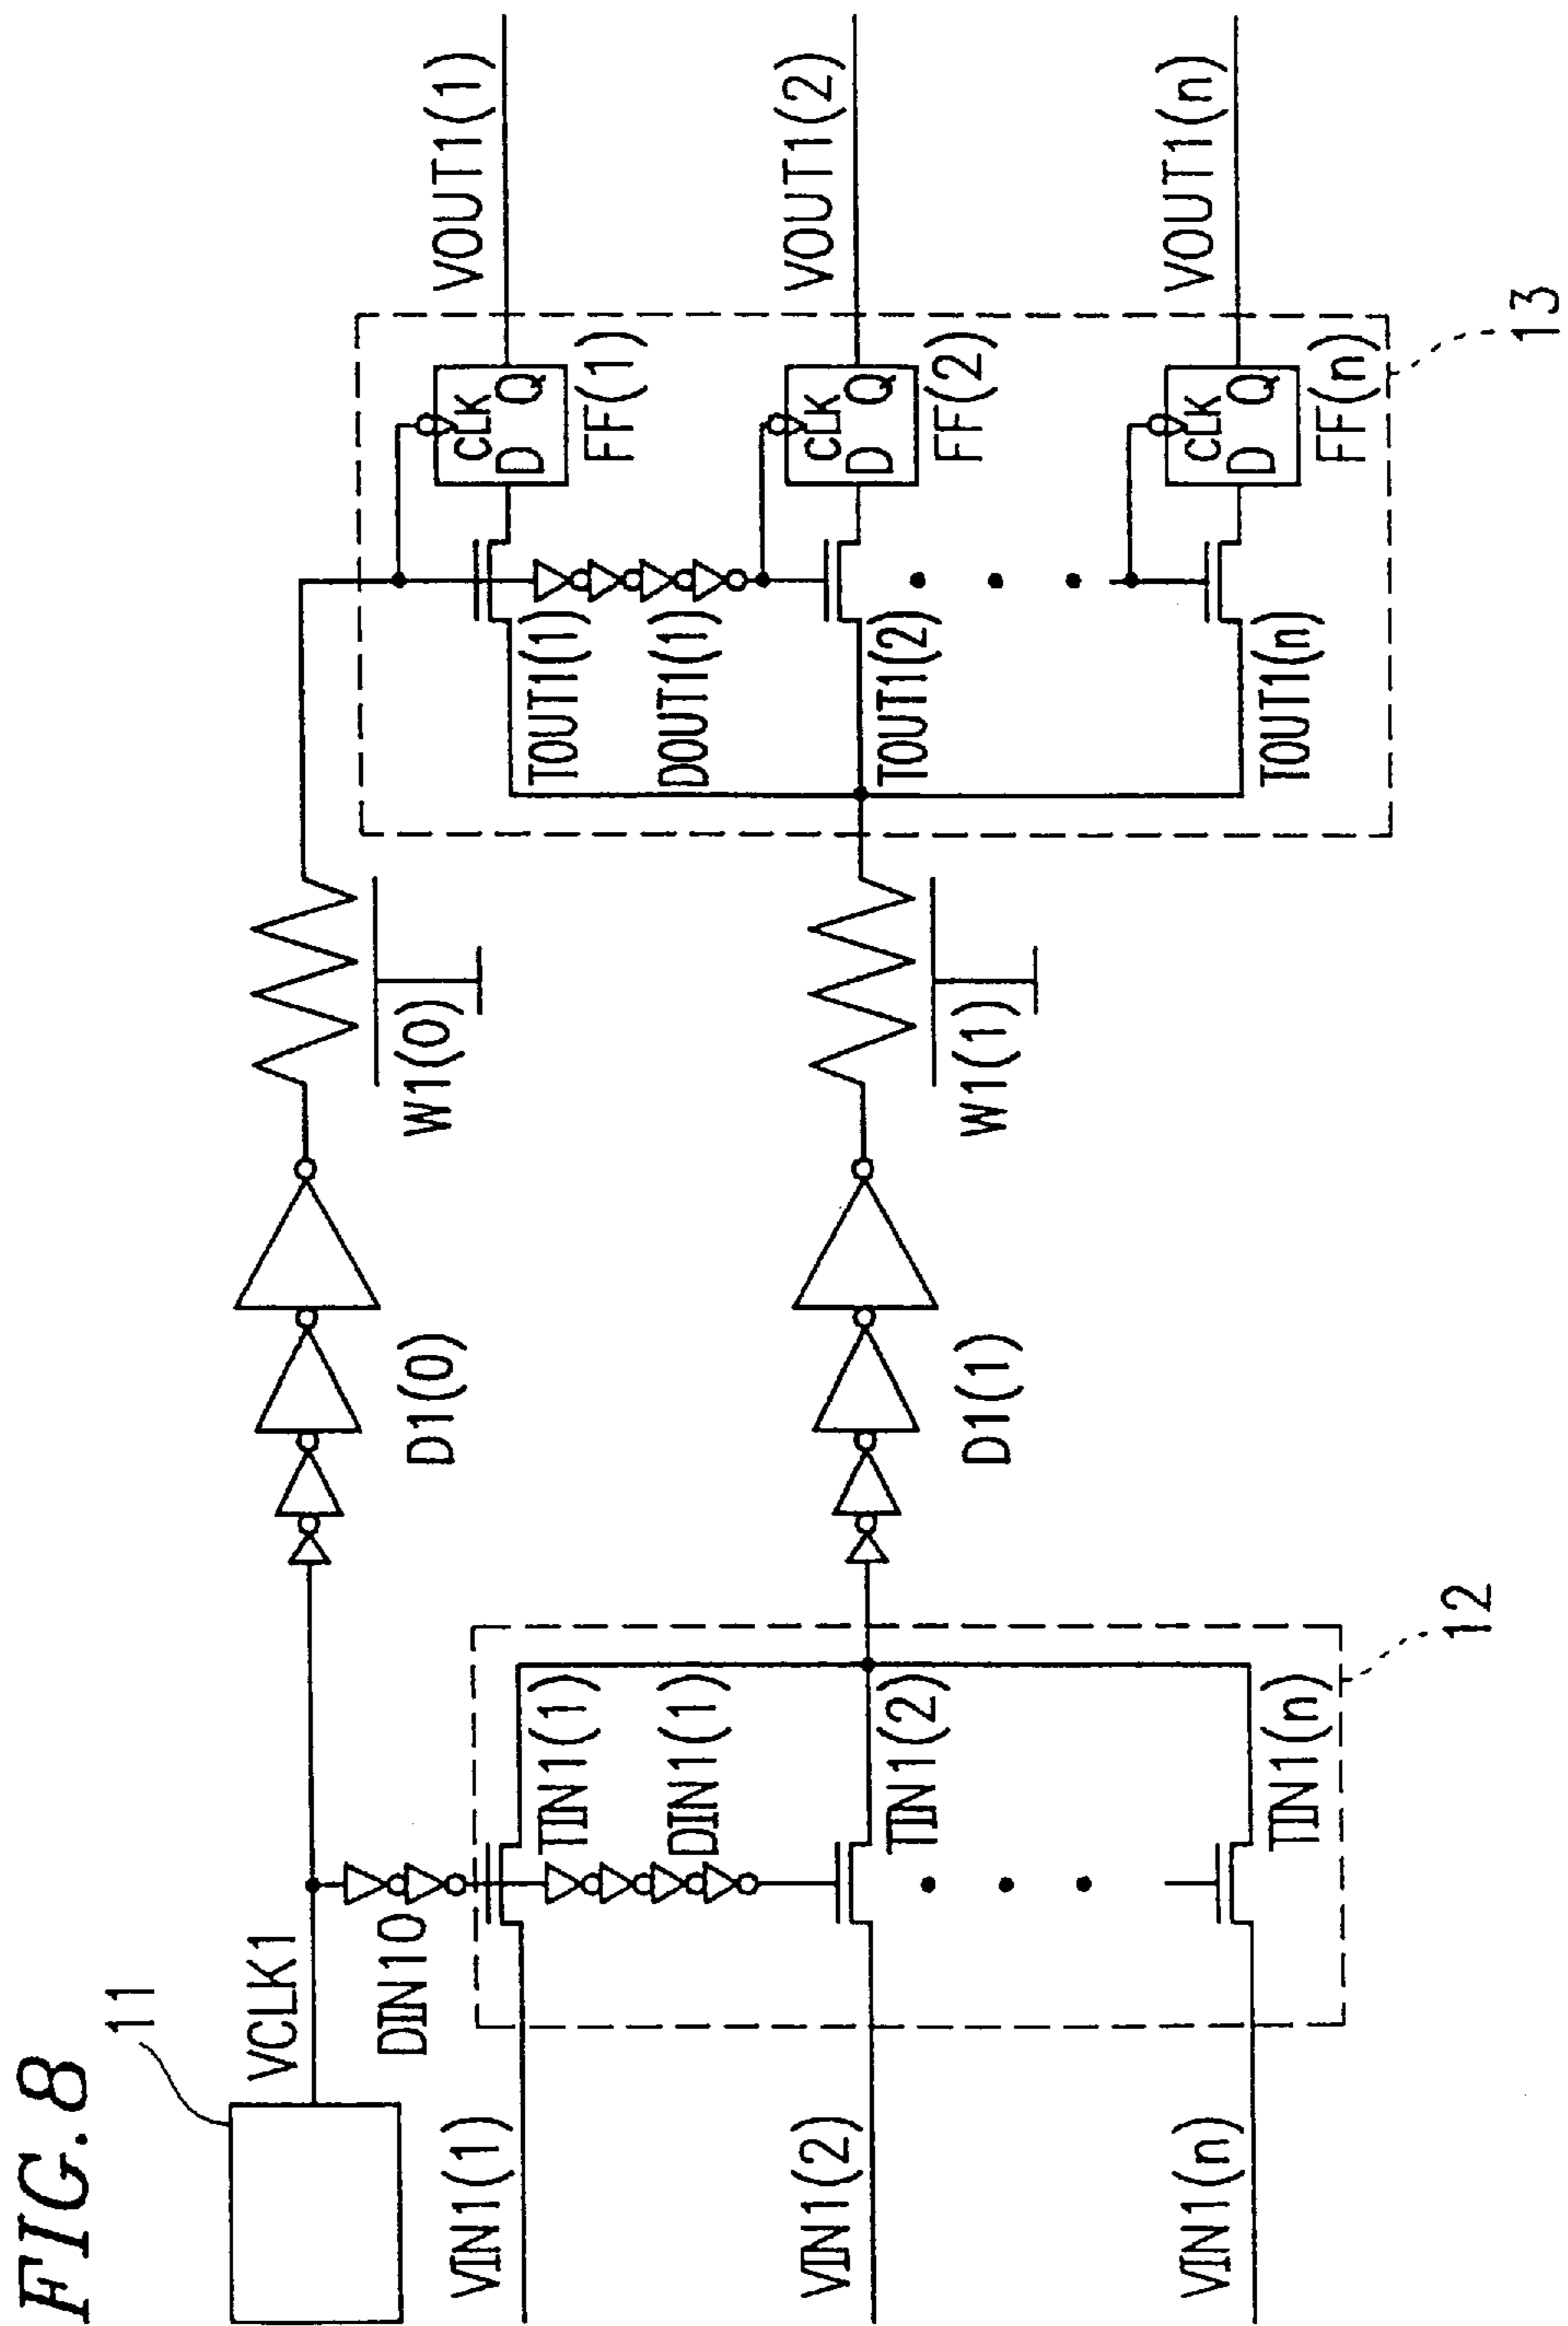 FIG. 8
11
VCLK1
DIN10
D1(0)
W1(0)
VIN1(1)
TIN1(1)
DIN1(1)
TOUT1(1)
DOUT1(1)
CLK
D Q
FF(1)
VOUT1(1)
VIN1(2)
TIN1(2)
D1(1)
W1(1)
TOUT1(2)
CLK
D Q
FF(2)
VOUT1(2)
VIN1(n)
TIN1(n)
TOUT1(n)
CLK
D Q
FF(n)
VOUT1(n)
12
13